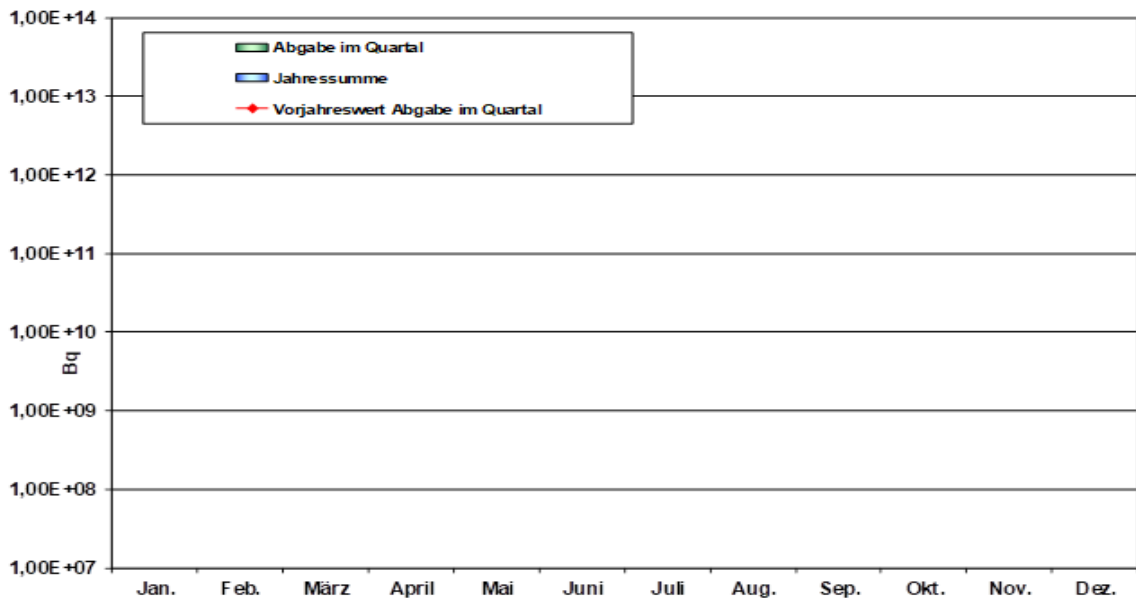 1,00E+14
Abgabe im Quartal
Jahressumme
1,00E+13
Vorjahreswert Abgabe im Quartal
1,00E+12
1,00E+11
1,00E+10
Bq
1,00E+09
1,00E+08
1,00E+07
Jan. Feb. März April Mai Juni Juli Aug. Sep. Okt. Nov. Dez.